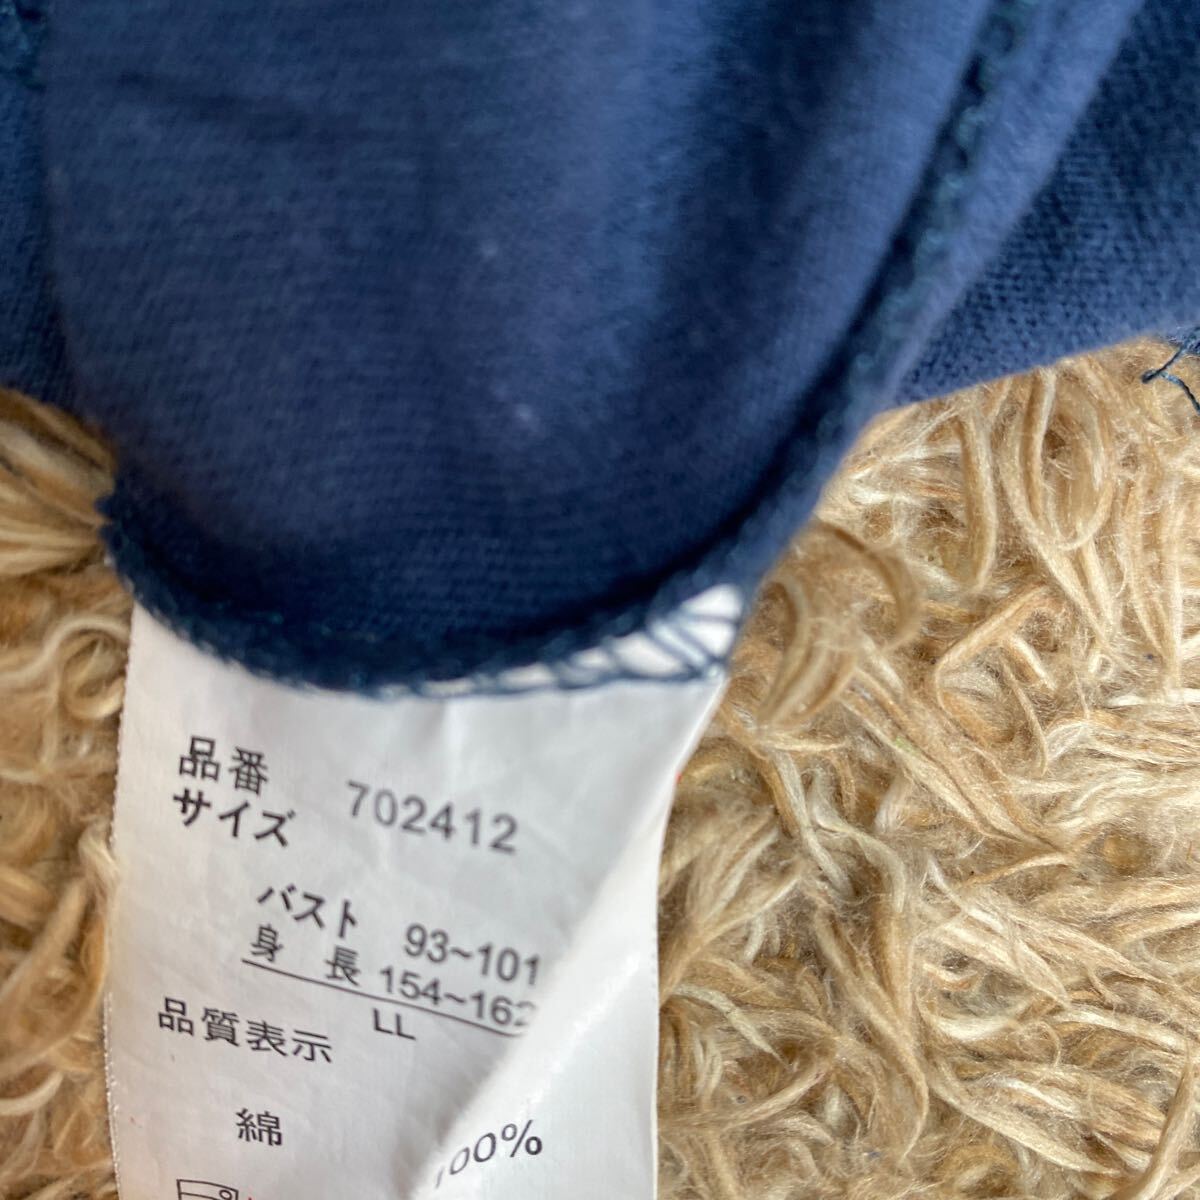 品番 702412
サイズ
バスト 93~101
身長 154~162
LL
品質表示
綿 100%